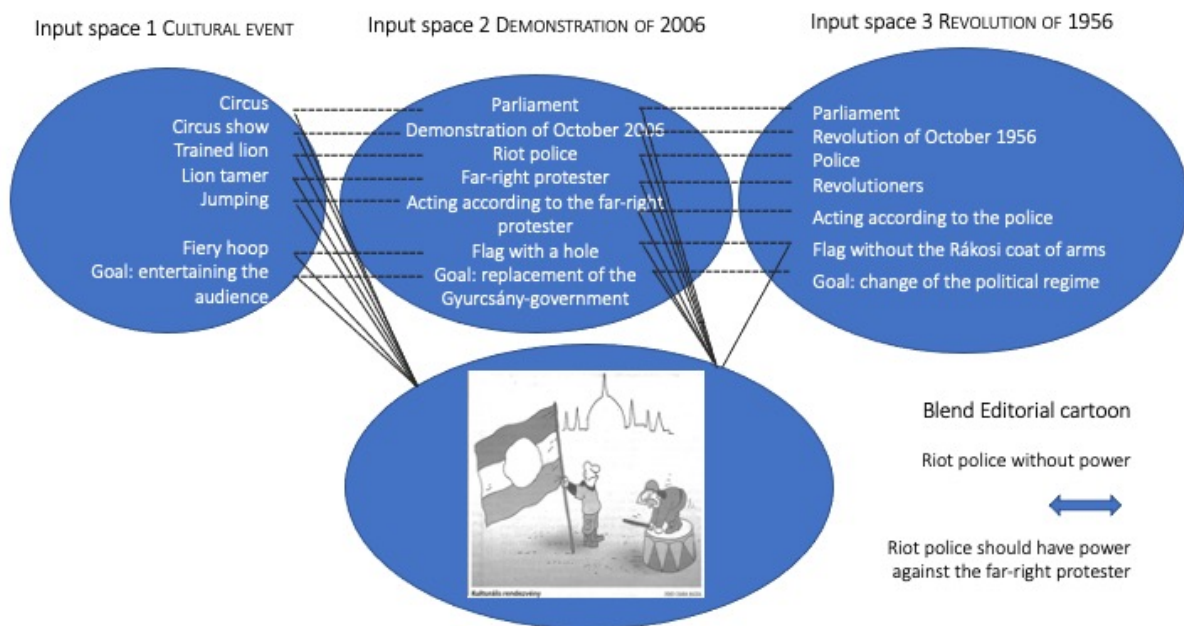 Input space 1 CULTURAL EVENT
Input space 2 DEMONSTRATION OF 2006
Input space 3 REVOLUTION OF 1956
Circus
Circus show
Trained lion
Lion tamer
Jumping
Fiery hoop
Goal: entertaining the
audience
Parliament
Demonstration of October 2006
Riot police
Far-right protester
Acting according to the far-right
protester
Flag with a hole
Goal: replacement of the
Gyurcsány-government
Parliament
Revolution of October 1956
Police
Revolutioners
Acting according to the police
Flag without the Rákosi coat of arms
Goal: change of the political regime
Kulturális rendezvény
Blend Editorial cartoon
Riot police without power
Riot police should have power
against the far-right protester